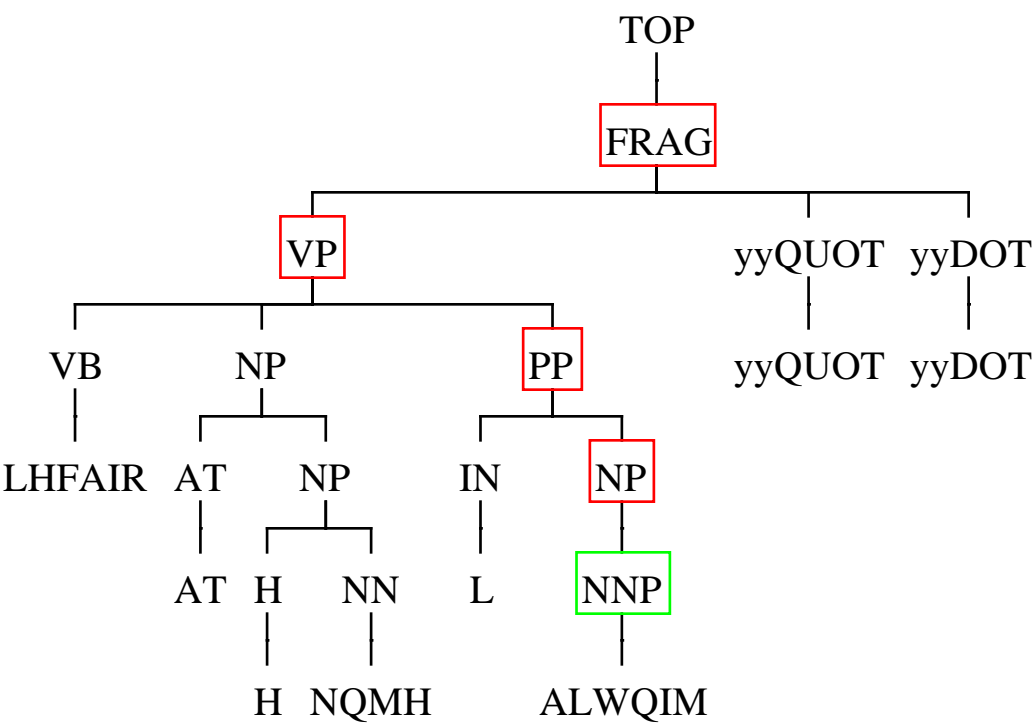 TOP
FRAG
VP yyQUOT yyDOT
VB NP PP yyQUOT yyDOT
LHFAIR AT NP IN NP
AT H NN L NNP
H NQMH ALWQIM